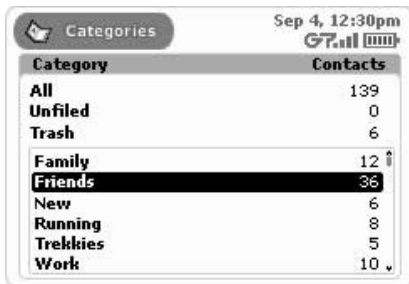 Categories
Sep 4, 12:30pm
G
Category Contacts
All 139
Unfiled 0
Trash 6
Family 12
Friends 36
New 6
Running 8
Trekkies 5
Work 10